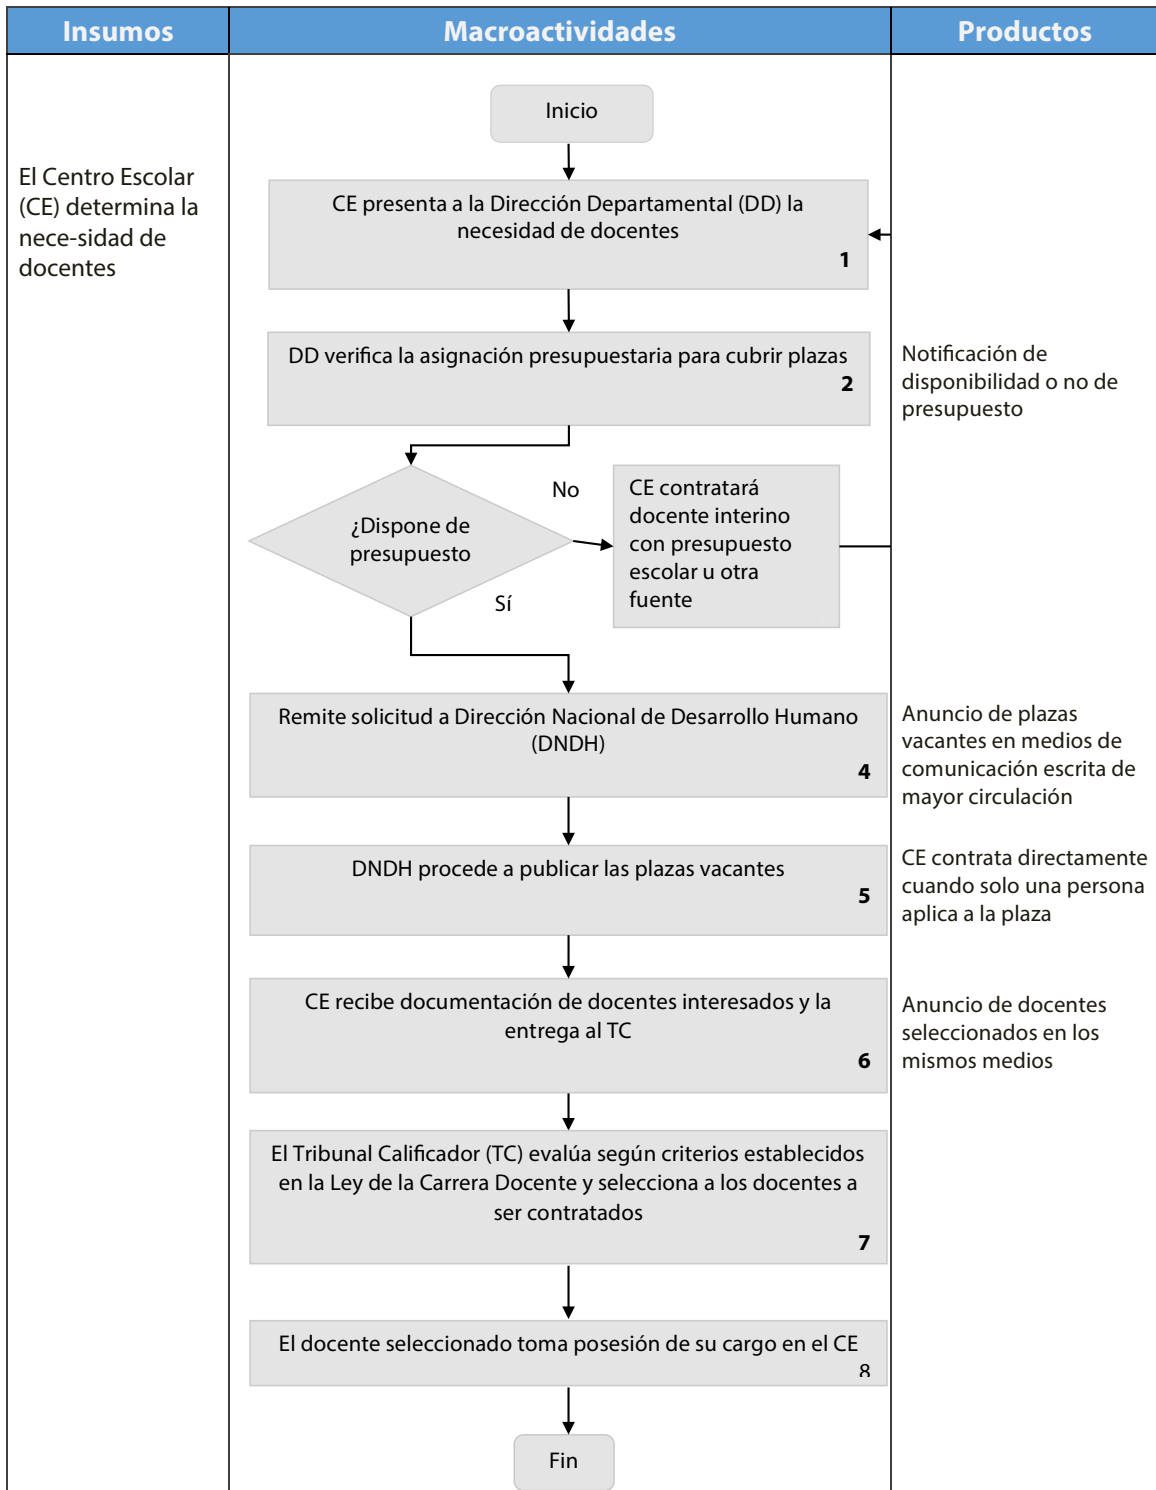 Insumos
Macroactividades
Productos
Inicio
El Centro Escolar
(CE) determina la
nece-sidad de
docentes
CE presenta a la Dirección Departamental (DD) la
necesidad de docentes
1
DD verifica la asignación presupuestaria para cubrir plazas
2
Notificación de
disponibilidad o no de
presupuesto
¿Dispone de
presupuesto
No
CE contratará
docente interino
con presupuesto
escolar u otra
fuente
Sí
Remite solicitud a Dirección Nacional de Desarrollo Humano
(DNDH)
4
Anuncio de plazas
vacantes en medios de
comunicación escrita de
mayor circulación
DNDH procede a publicar las plazas vacantes
5
CE contrata directamente
cuando solo una persona
aplica a la plaza
CE recibe documentación de docentes interesados y la
entrega al TC
6
Anuncio de docentes
seleccionados en los
mismos medios
El Tribunal Calificador (TC) evalúa según criterios establecidos
en la Ley de la Carrera Docente y selecciona a los docentes a
ser contratados
7
El docente seleccionado toma posesión de su cargo en el CE
8
Fin